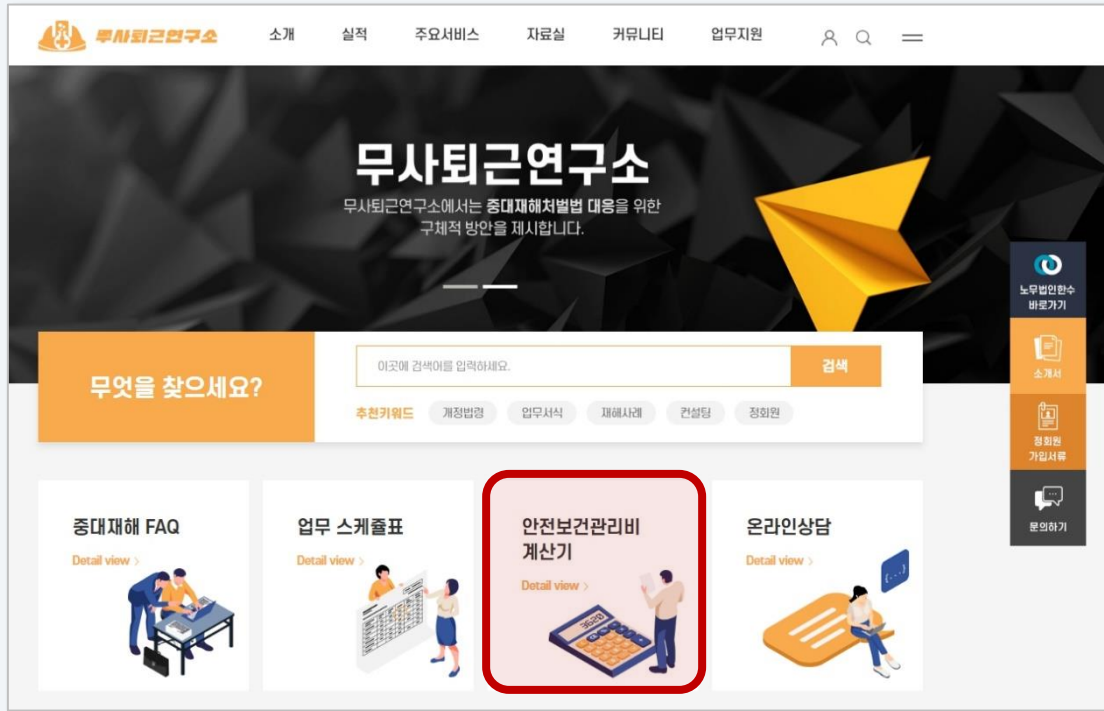 무사퇴근연구소
소개
실적
주요서비스
자료실
커뮤니티
업무지원
무사퇴근연구소
무사퇴근연구소에서는 중대재해처벌법 대응을 위한
구체적 방안을 제시합니다.
노무법인한수
바로가기
소개서
정회원
가입서류
문의하기
무엇을 찾으세요?
이곳에 검색어를 입력하세요.
검색
추천키워드
개정법령
업무서식
재해사례
컨설팅
정회원
중대재해 FAQ
Detail view >
업무 스케쥴표
Detail view >
안전보건관리비
계산기
Detail view >
온라인상담
Detail view >
{...}